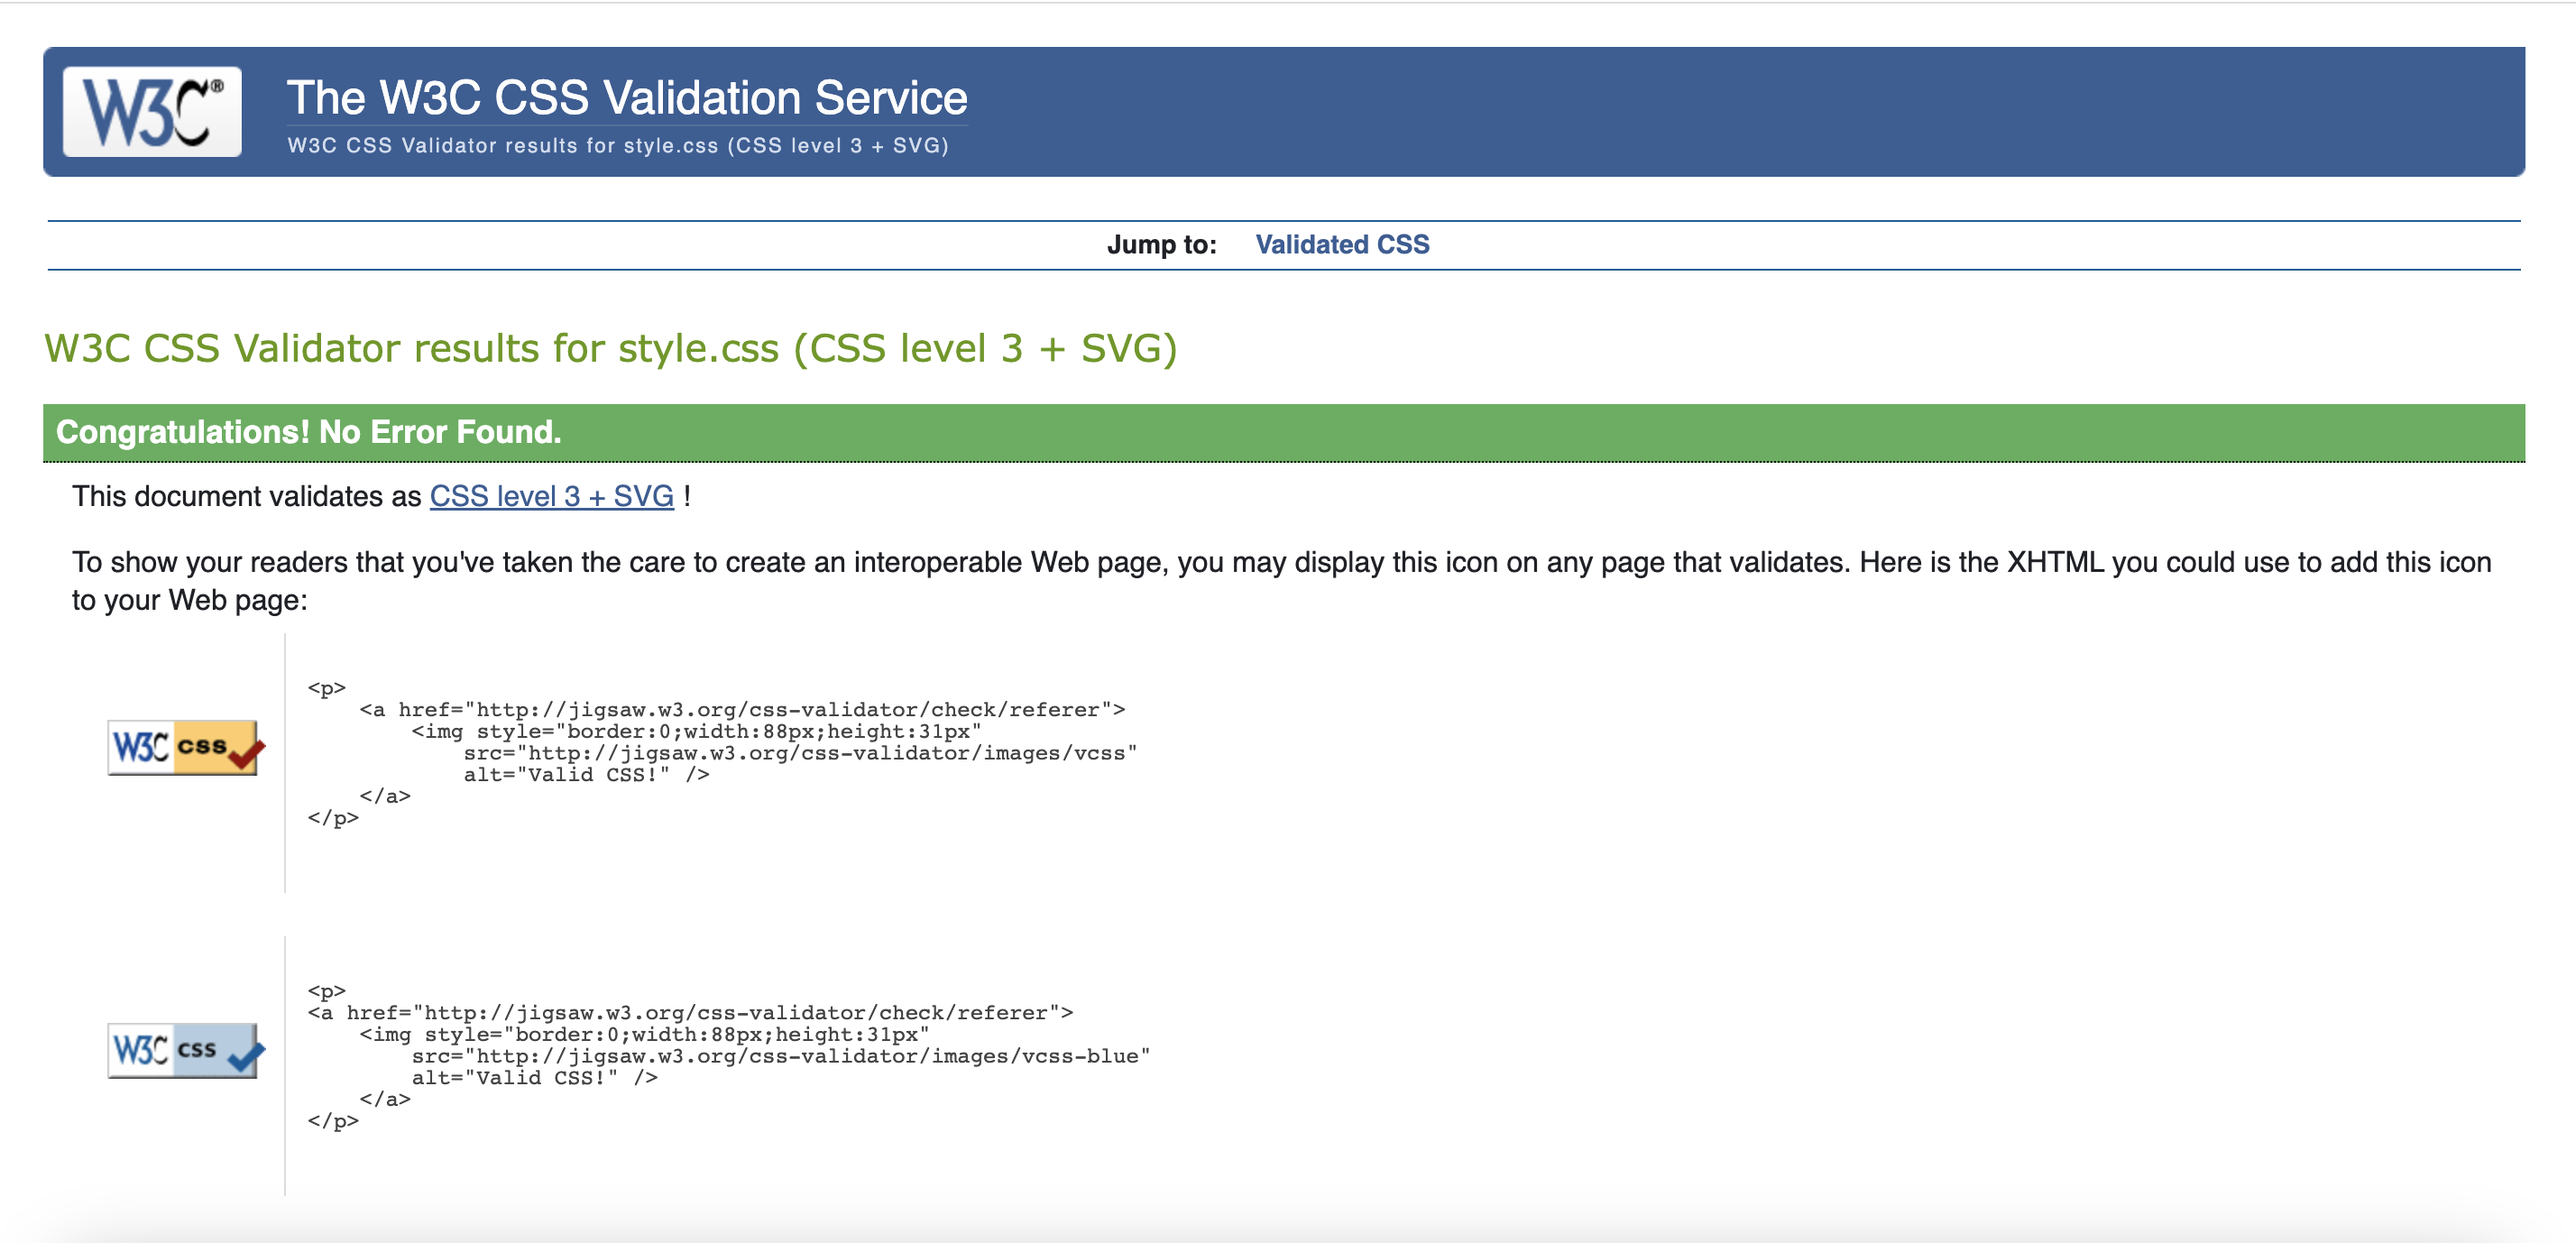 W3C®
The W3C CSS Validation Service
W3C CSS Validator results for style.css (CSS level 3 + SVG)
Jump to: Validated CSS
W3C CSS Validator results for style.css (CSS level 3 + SVG)
Congratulations! No Error Found.
This document validates as CSS level 3 + SVG !
To show your readers that you've taken the care to create an interoperable Web page, you may display this icon on any page that validates. Here is the XHTML you could use to add this icon
to your Web page:
W3C css
<p>
    <a href="http://jigsaw.w3.org/css-validator/check/referer">
        <img style="border:0;width:88px;height:31px"
            src="http://jigsaw.w3.org/css-validator/images/vcss"
            alt="Valid CSS!" />
    </a>
</p>
W3C css
<p>
<a href="http://jigsaw.w3.org/css-validator/check/referer">
    <img style="border:0;width:88px;height:31px"
        src="http://jigsaw.w3.org/css-validator/images/vcss-blue"
        alt="Valid CSS!" />
    </a>
</p>